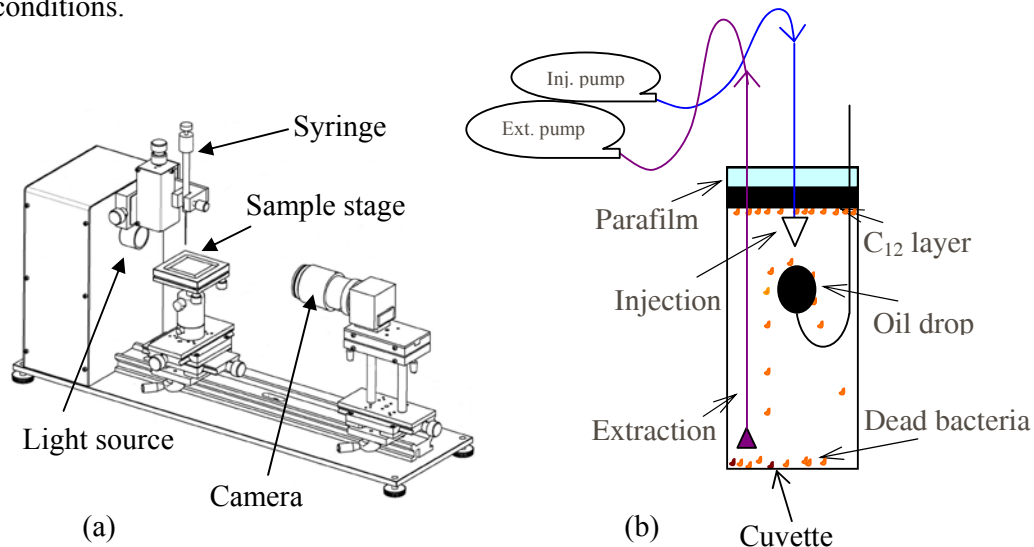 conditions.
Syringe
Sample stage
Light source
Camera
(a)
Inj. pump
Ext. pump
Parafilm
C₁₂ layer
Injection
Oil drop
Extraction
Dead bacteria
(b)
Cuvette